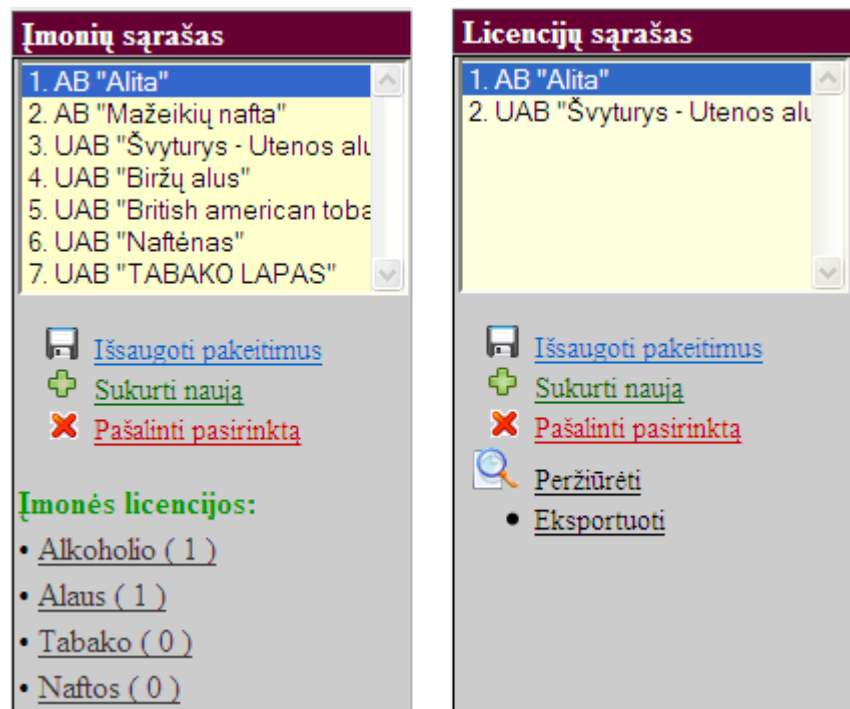 Įmonių sąrašas
1. AB "Alita"
2. AB "Mažeikių nafta"
3. UAB "Švyturys - Utenos alu
4. UAB "Biržų alus"
5. UAB "British american toba
6. UAB "Naftėnas"
7. UAB "TABAKO LAPAS"
Išsaugoti pakeitimus
Sukurti naują
Pašalinti pasirinktą
Įmonės licencijos:
• Alkoholio ( 1 )
• Alaus ( 1 )
• Tabako ( 0 )
• Naftos ( 0 )
Licencijų sąrašas
1. AB "Alita"
2. UAB "Švyturys - Utenos alu
Išsaugoti pakeitimus
Sukurti naują
Pašalinti pasirinktą
Peržiūrėti
• Eksportuoti